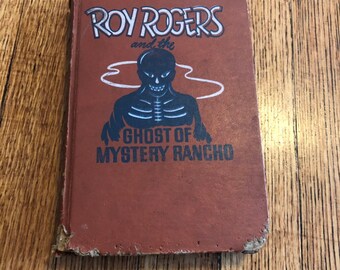 ROY ROGERS
and the
GHOST OF
MYSTERY RANCHO